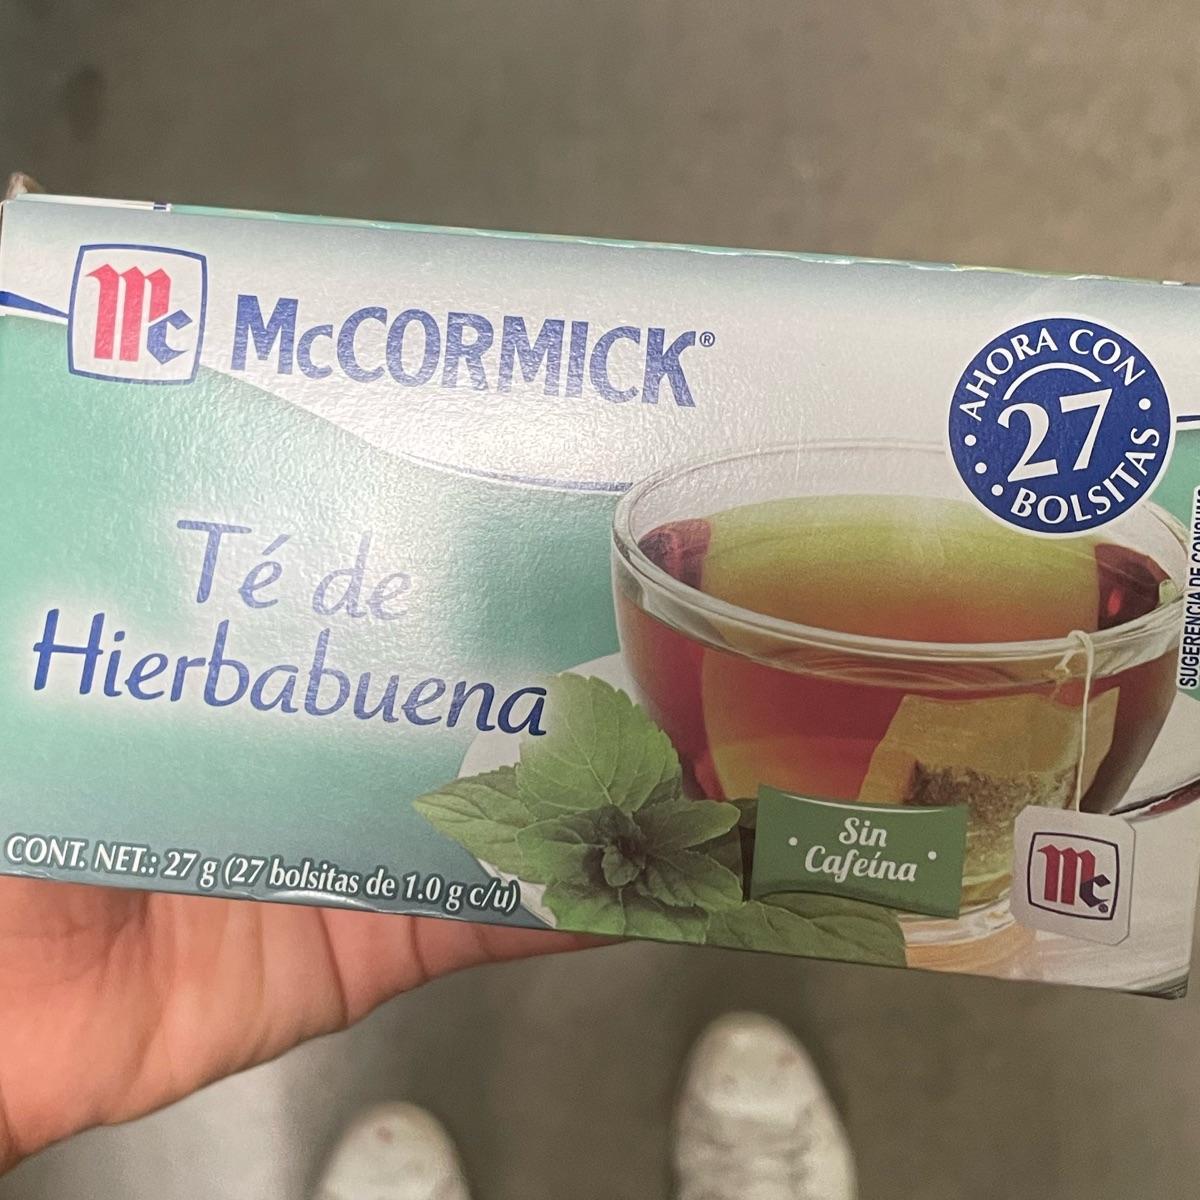 Mc McCORMICK®
AHORA CON
27
BOLSITAS
Té de
Hierbabuena
SUGERENCIA DE CONSUMO
Sin
Cafeína
Mc®
CONT. NET.: 27 g (27 bolsitas de 1.0 g c/u)